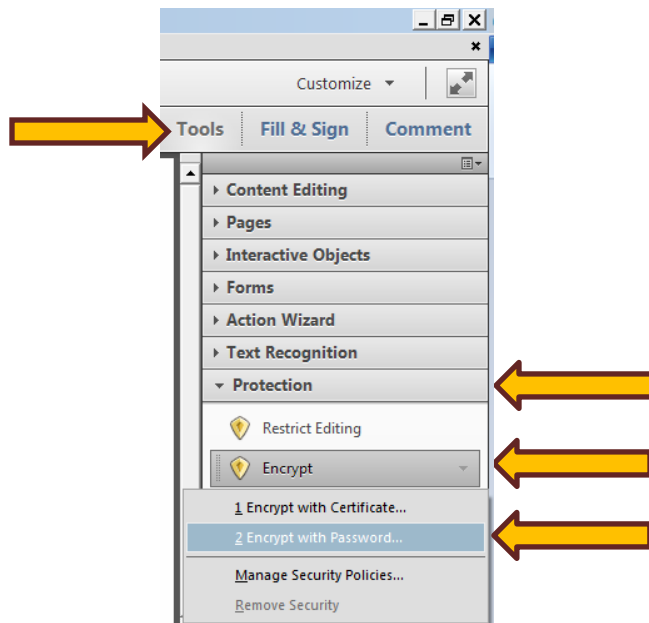 Customize
Tools Fill & Sign Comment
Content Editing
Pages
Interactive Objects
Forms
Action Wizard
Text Recognition
Protection
Restrict Editing
Encrypt
1 Encrypt with Certificate...
2 Encrypt with Password...
Manage Security Policies...
Remove Security